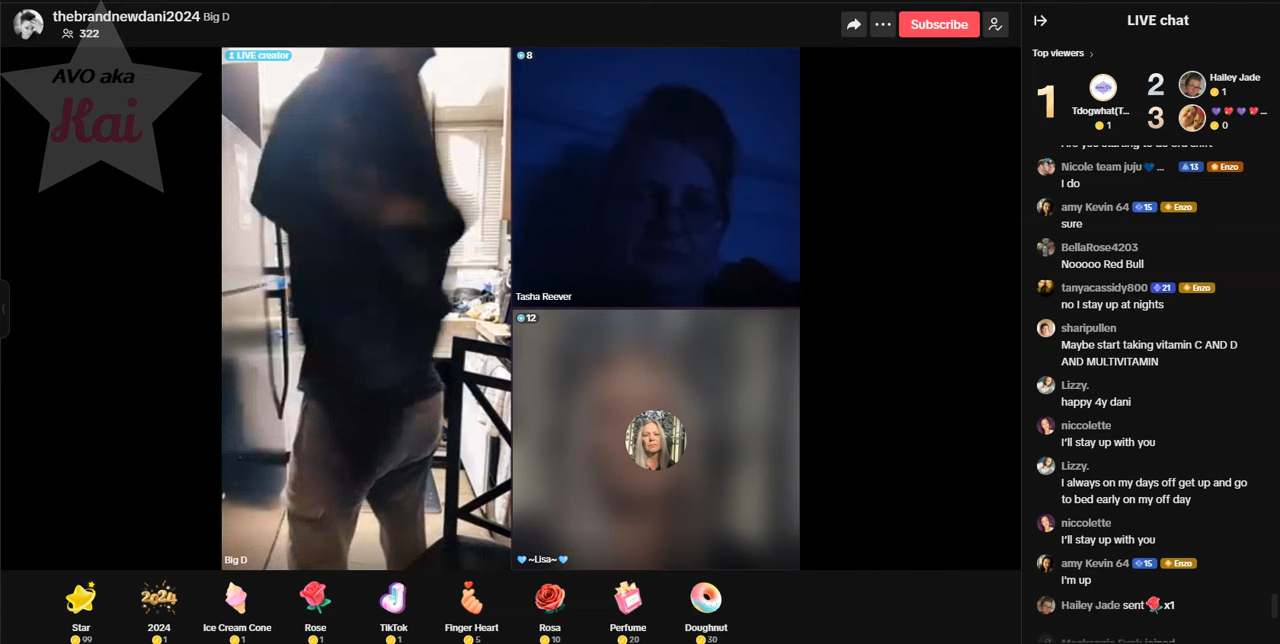 thebrandnewdani2024 Big D
322
Subscribe
AVO aka
Kai
LIVE creator
8
Tasha Reever
12
Big D
💙~Lisa~💙
Star
99
2024
2024
1
Ice Cream Cone
1
Rose
1
TikTok
1
Finger Heart
5
Rosa
10
Perfume
20
Doughnut
30
LIVE chat
Top viewers
1
Tdogwhat(T...
1
2
Hailey Jade
1
3
💜 ❤️ 💜 ❤️ ...
0
Nicole team juju💙 ... 13 Enzo
I do
amy Kevin 64 15 Enzo
sure
BellaRose4203
Nooooo Red Bull
tanyacassidy800 21 Enzo
no I stay up at nights
sharipullen
Maybe start taking vitamin C AND D
AND MULTIVITAMIN
Lizzy.
happy 4y dani
niccolette
I'll stay up with you
Lizzy.
I always on my days off get up and go
to bed early on my off day
niccolette
I'll stay up with you
amy Kevin 64 15 Enzo
I'm up
Hailey Jade sent 🌹x1